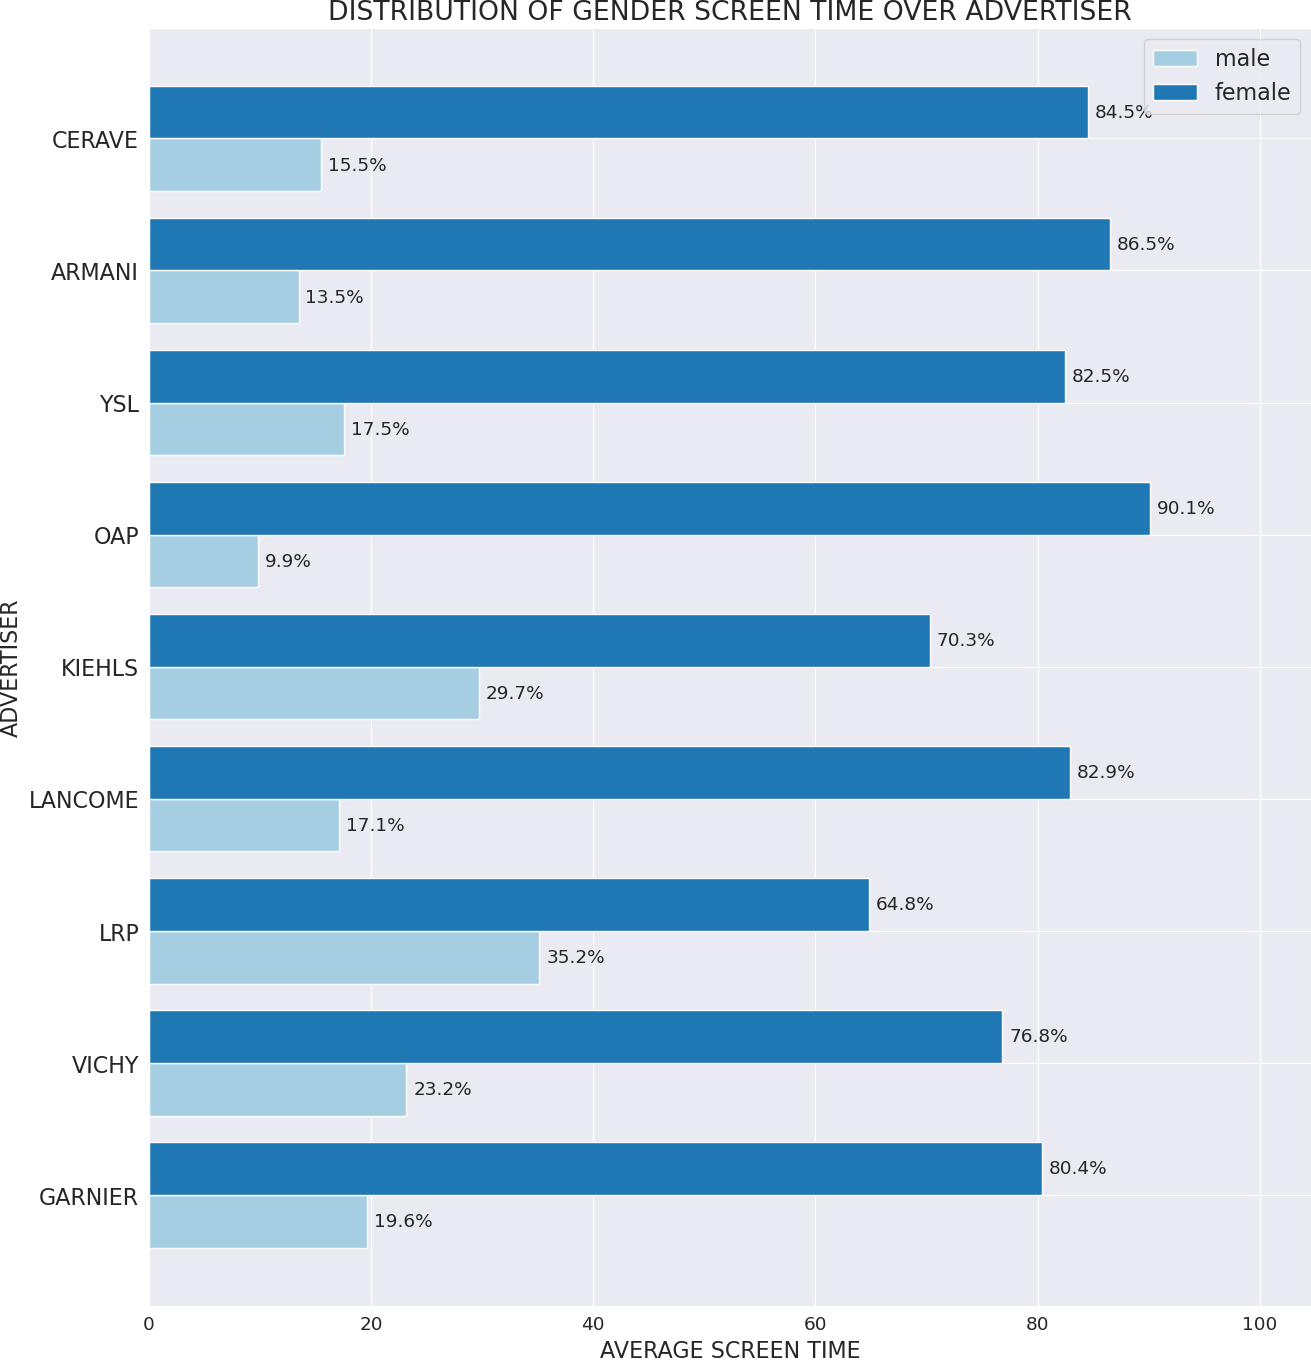 DISTRIBUTION OF GENDER SCREEN TIME OVER ADVERTISER
male
female
CERAVE
84.5%
15.5%
ARMANI
86.5%
13.5%
YSL
82.5%
17.5%
OAP
90.1%
9.9%
KIEHLS
70.3%
29.7%
LANCOME
82.9%
17.1%
LRP
64.8%
35.2%
VICHY
76.8%
23.2%
GARNIER
80.4%
19.6%
ADVERTISER
0 20 40 60 80 100
AVERAGE SCREEN TIME